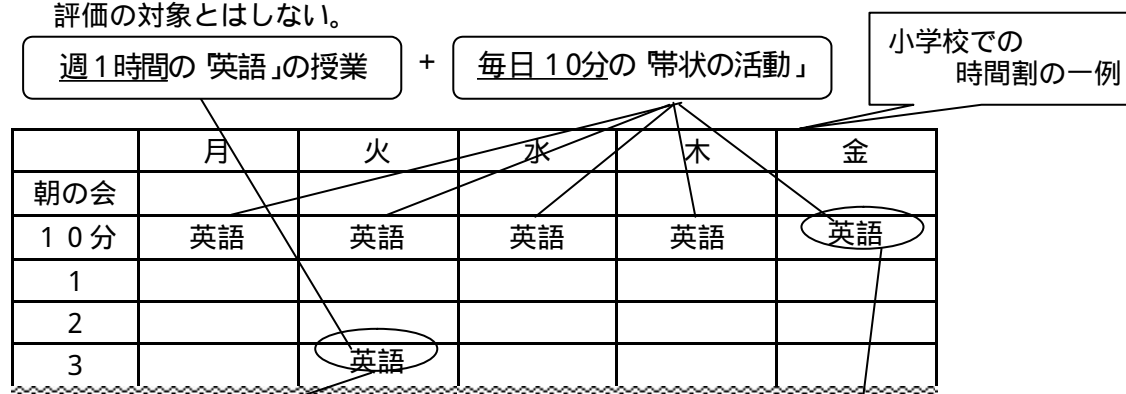 評価の対象とはしない。
週１時間の「英語」の授業 + 毎日１０分の「帯状の活動」
小学校での
時間割の一例
月 火 水 木 金
朝の会
１０分 英語 英語 英語 英語 英語
１
２
３ 英語